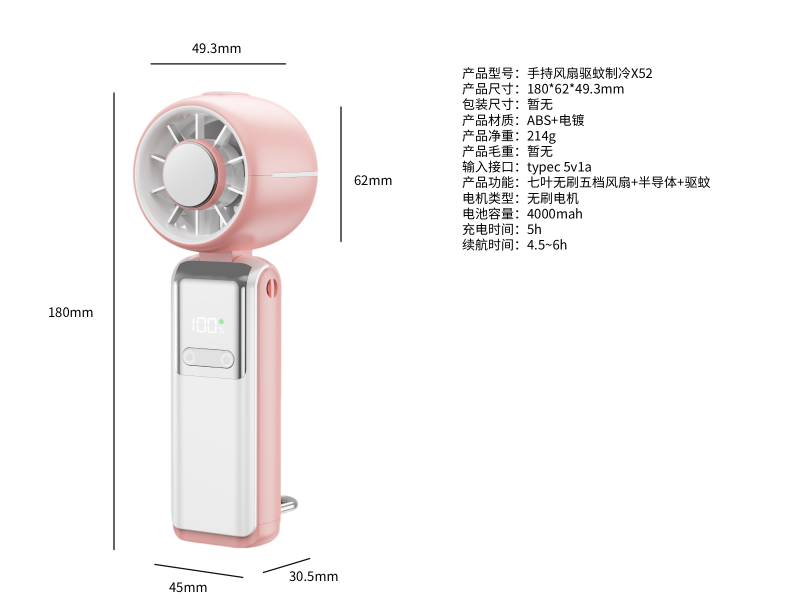 49.3mm
产品型号：手持风扇驱蚊制冷X52
产品尺寸：180*62*49.3mm
包装尺寸：暂无
产品材质：ABS+电镀
产品净重：214g
产品毛重：暂无
输入接口：typec 5v1a
产品功能：七叶无刷五档风扇+半导体+驱蚊
电机类型：无刷电机
电池容量：4000mah
充电时间：5h
续航时间：4.5~6h
62mm
180mm
100%
45mm
30.5mm